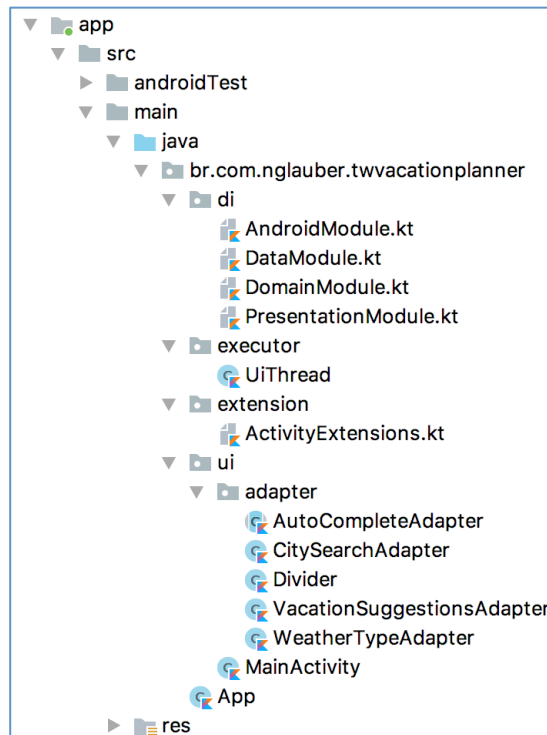 app
src
androidTest
main
java
br.com.nglauber.twvacationplanner
di
AndroidModule.kt
DataModule.kt
DomainModule.kt
PresentationModule.kt
executor
UiThread
extension
ActivityExtensions.kt
ui
adapter
AutoCompleteAdapter
CitySearchAdapter
Divider
VacationSuggestionsAdapter
WeatherTypeAdapter
MainActivity
App
res